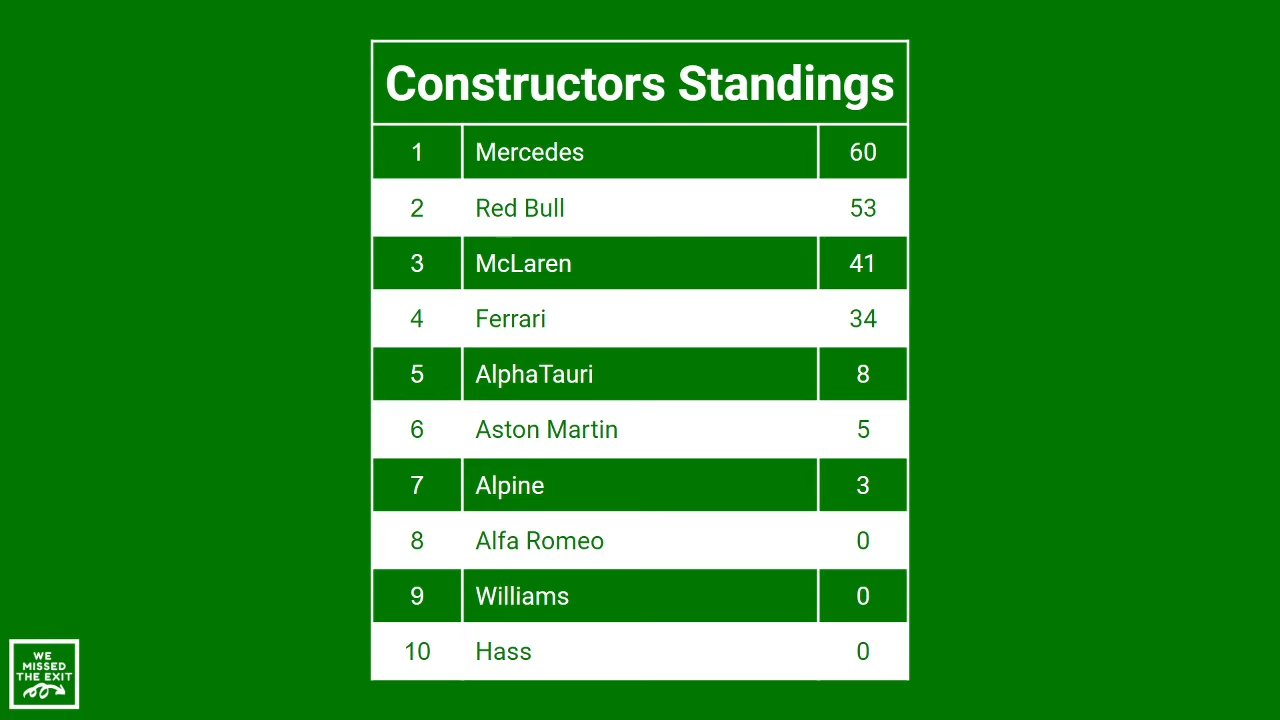 Constructors Standings
1 Mercedes 60
2 Red Bull 53
3 McLaren 41
4 Ferrari 34
5 AlphaTauri 8
6 Aston Martin 5
7 Alpine 3
8 Alfa Romeo 0
9 Williams 0
10 Hass 0
WE
MISSED
THE EXIT